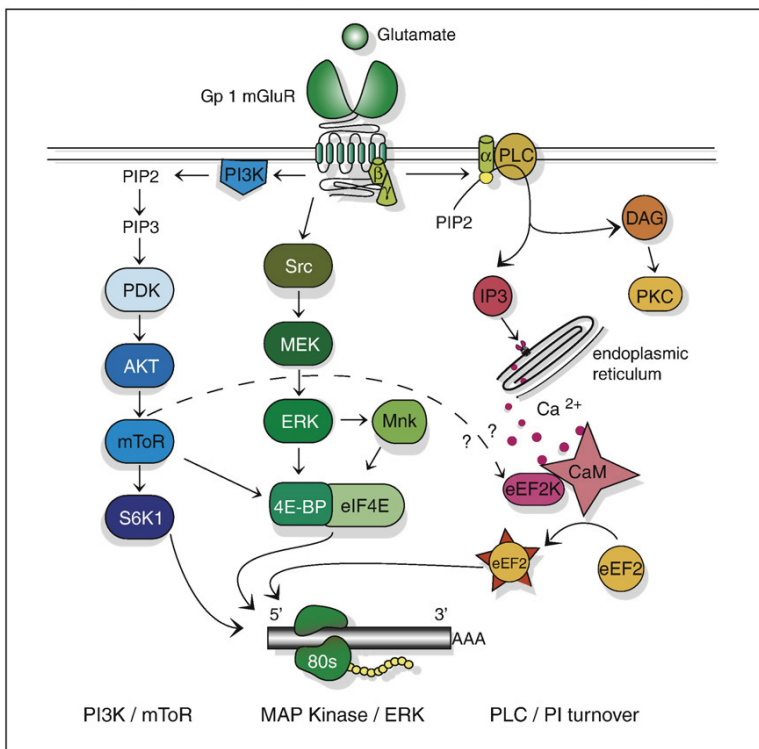 Glutamate
Gp 1 mGluR
PIP2
PI3K
β
γ
α
PLC
PIP2
DAG
PIP3
Src
IP3
PKC
PDK
MEK
endoplasmic
reticulum
AKT
Ca 2+
ERK
Mnk
? ?
mToR
CaM
eEF2K
4E-BP
eIF4E
S6K1
eEF2
eEF2
5’
3’
AAA
80s
PI3K / mToR
MAP Kinase / ERK
PLC / PI turnover